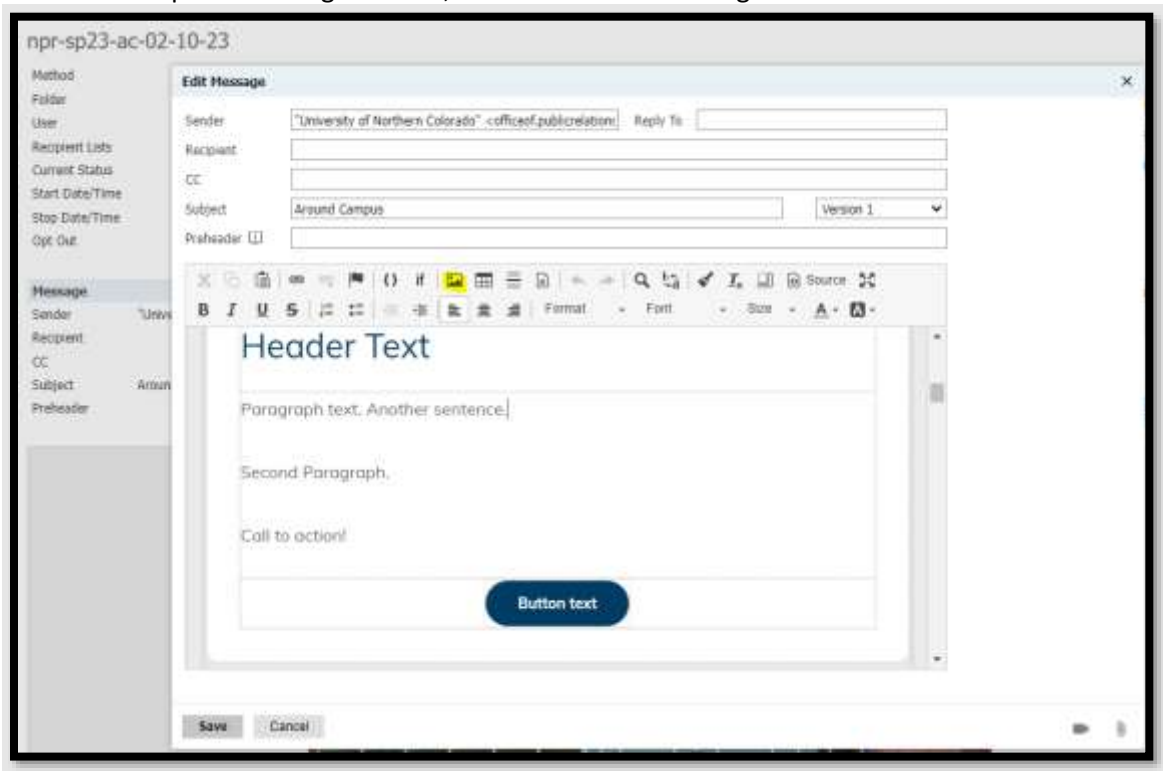 npr-sp23-ac-02-10-23
Method
Folder
User
Recipient Lists
Current Status
Start Date/Time
Stop Date/Time
Opt Out
Message
Sender "Unive
Recipient
CC
Subject Aroun
Preheader
Edit Message ×
Sender "University of Northern Colorado" <officeof.publicrelations Reply To
Recipient
CC
Subject Around Campus Version 1
Preheader
if Source
B I U S Format Font Size A A
Header Text
Paragraph text. Another sentence.
Second Paragraph.
Call to action!
Button text
Save Cancel